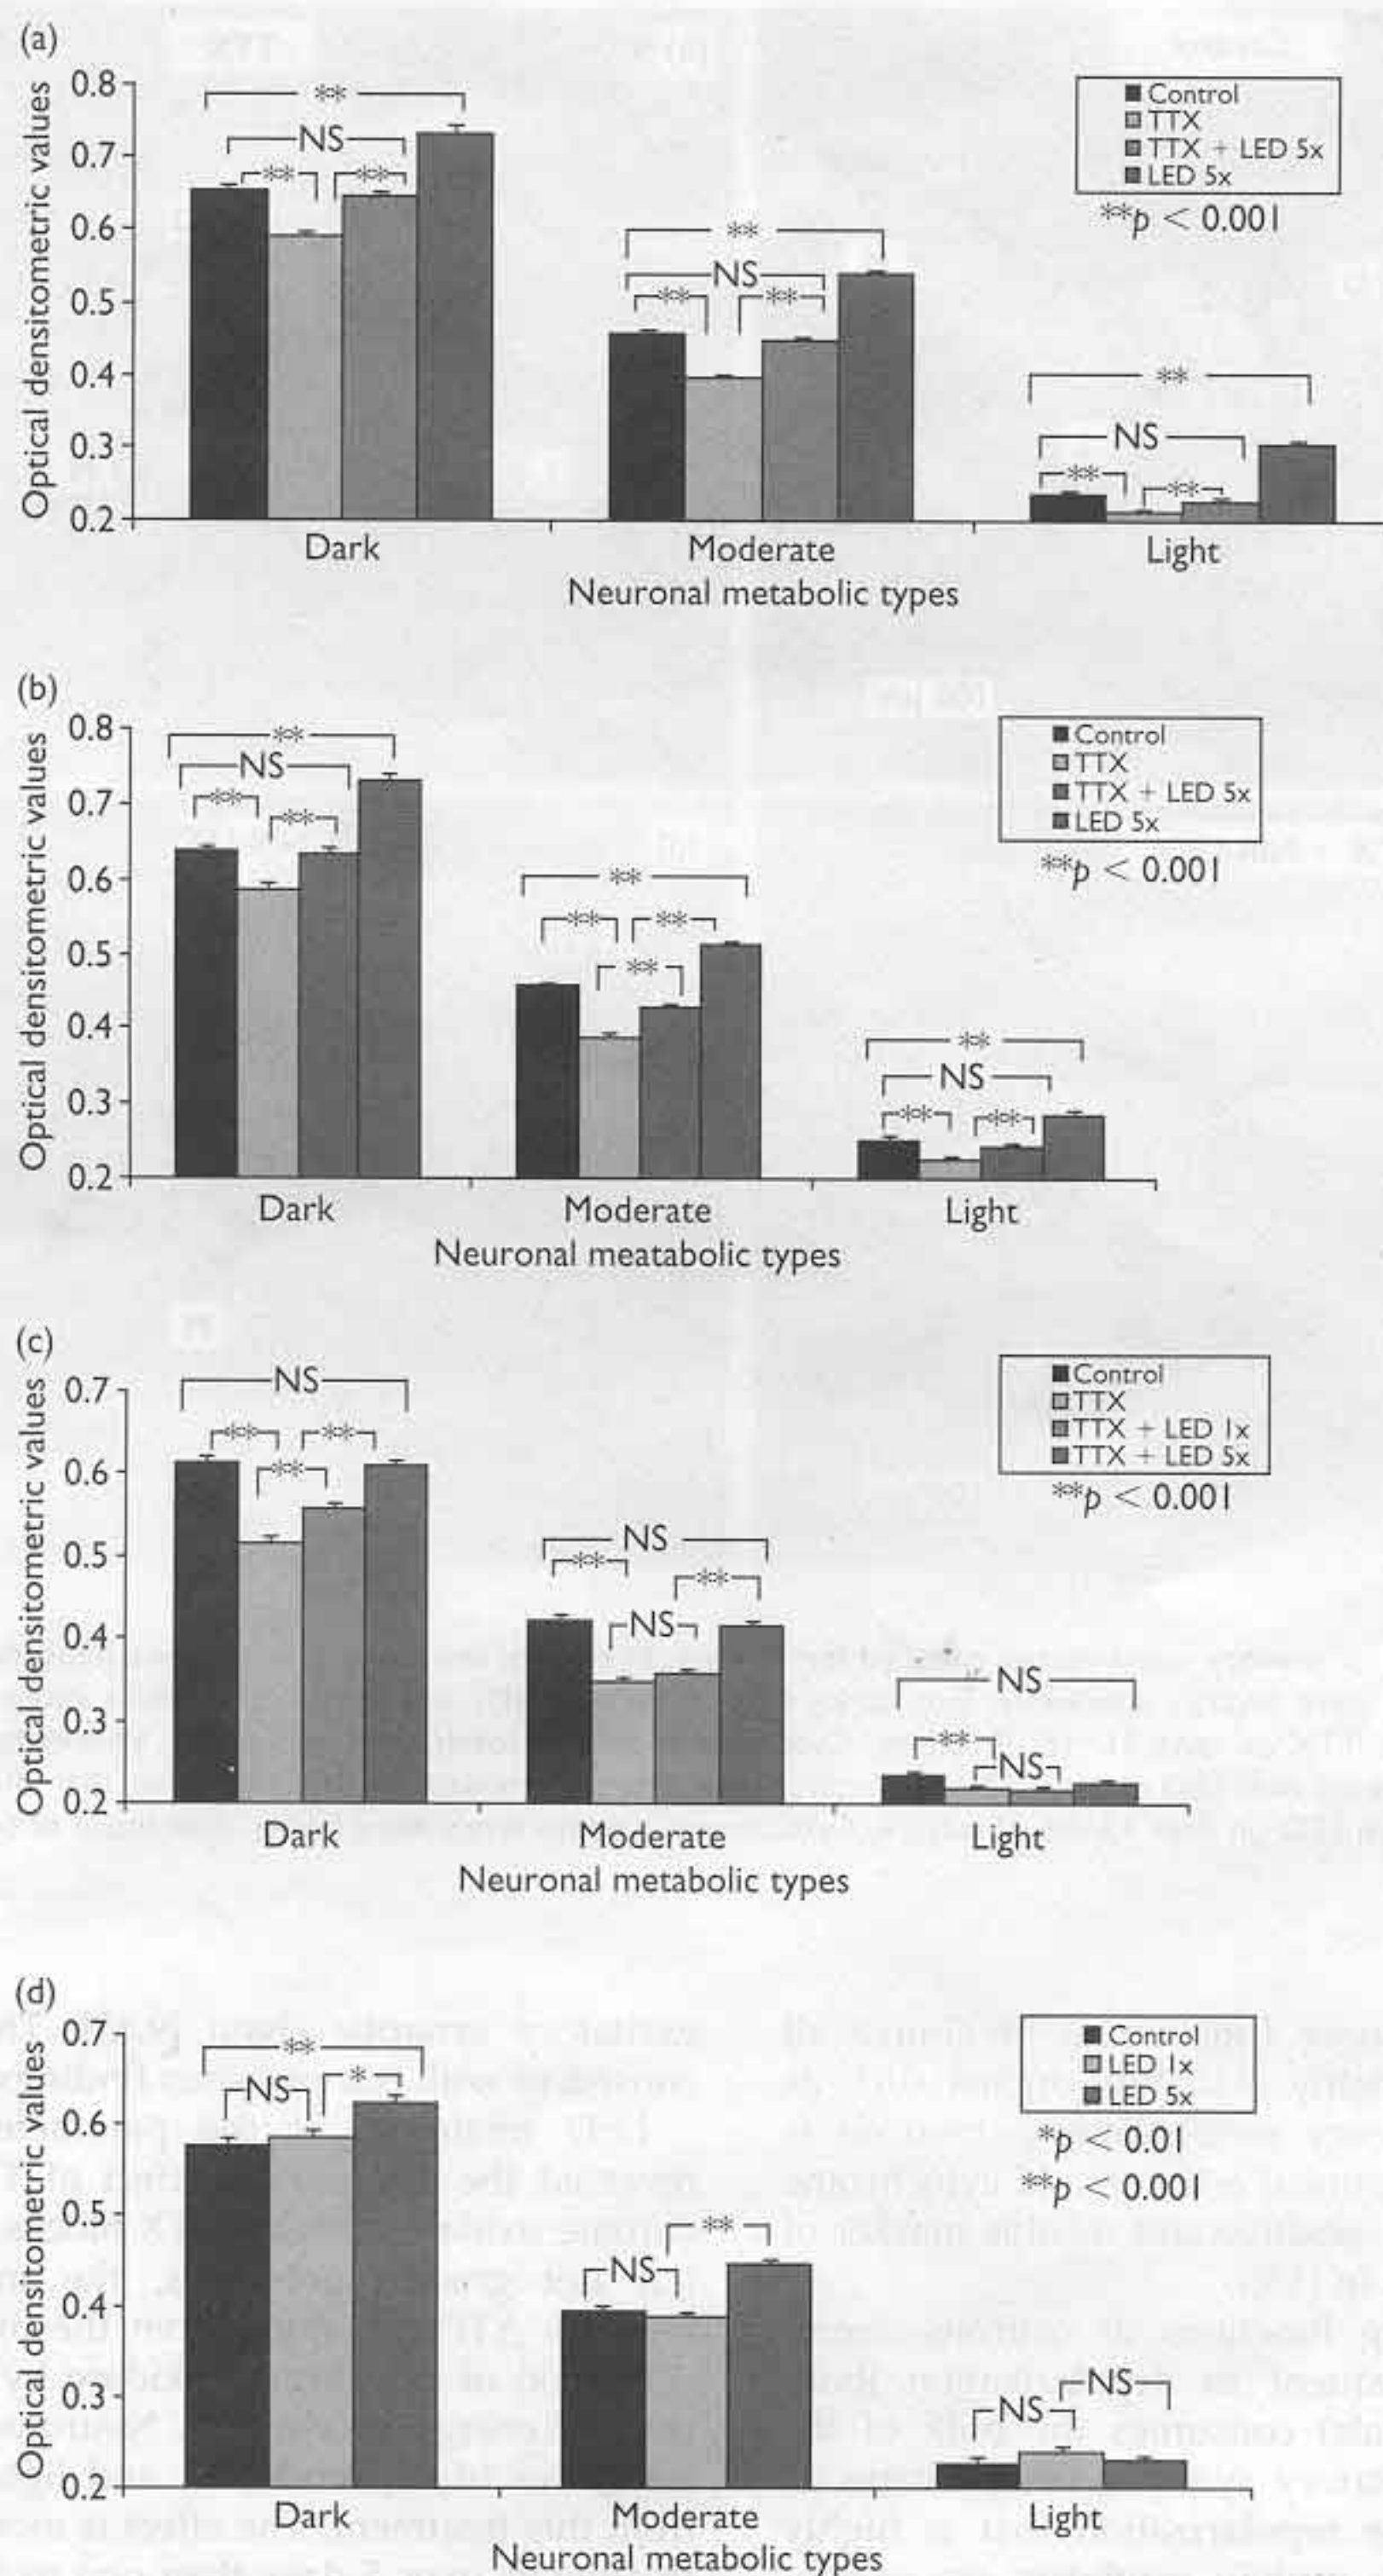 (a)
Optical densitometric values
0.8
0.7
0.6
0.5
0.4
0.3
0.2
**
NS
**
**
**
NS
**
**
**
NS
**
**
Control
TTX
TTX + LED 5x
LED 5x
**p < 0.001
Dark
Moderate
Light
Neuronal metabolic types
(b)
Optical densitometric values
0.8
0.7
0.6
0.5
0.4
0.3
0.2
**
NS
**
**
**
**
**
**
**
NS
**
**
Control
TTX
TTX + LED 5x
LED 5x
**p < 0.001
Dark
Moderate
Light
Neuronal meatabolic types
(c)
Optical densitometric values
0.7
0.6
0.5
0.4
0.3
0.2
NS
**
**
**
NS
**
**
NS
NS
**
NS
Control
TTX
TTX + LED 1x
TTX + LED 5x
**p < 0.001
Dark
Moderate
Light
Neuronal metabolic types
(d)
Optical densitometric values
0.7
0.6
0.5
0.4
0.3
0.2
**
NS
*
**
NS
NS
NS
Control
LED 1x
LED 5x
*p < 0.01
**p < 0.001
Dark
Moderate
Light
Neuronal metabolic types